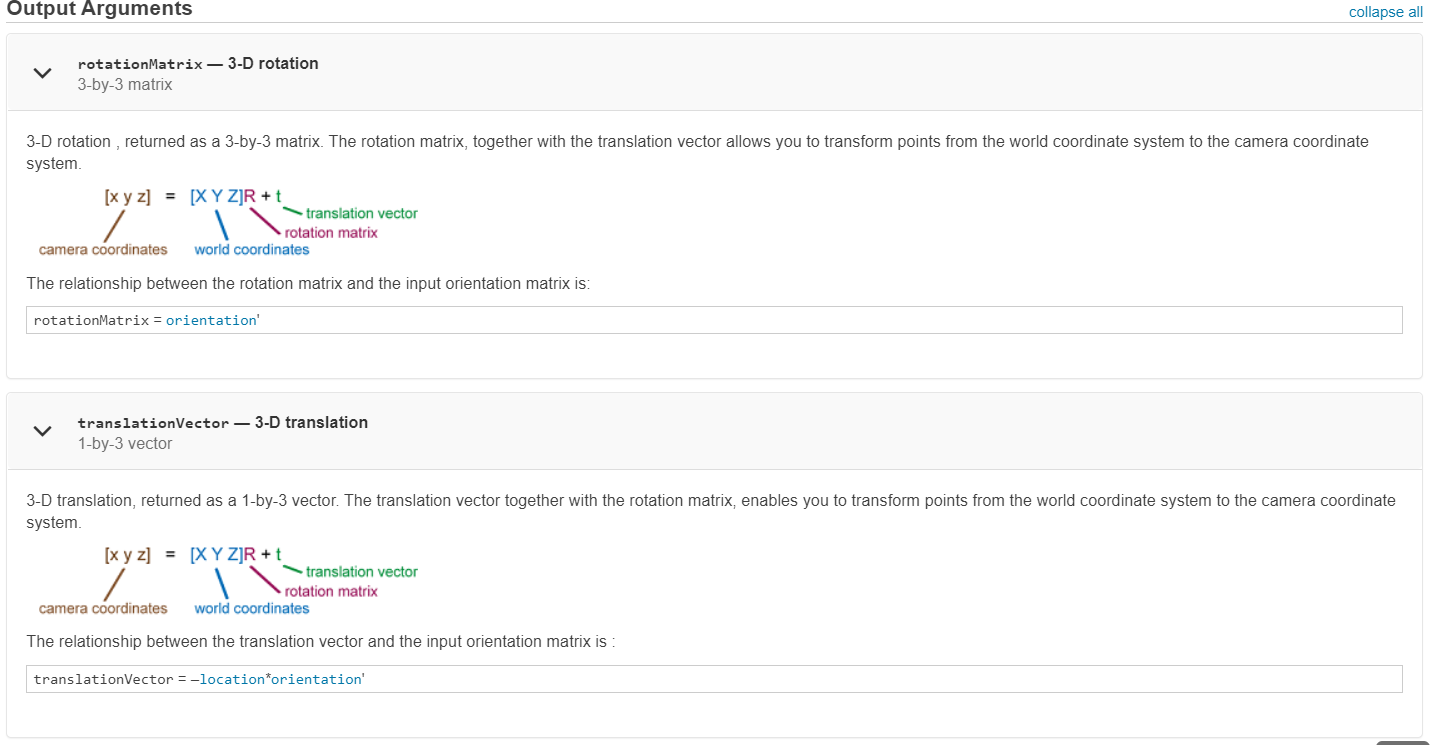 Output Arguments
collapse all
rotationMatrix — 3-D rotation
3-by-3 matrix
3-D rotation , returned as a 3-by-3 matrix. The rotation matrix, together with the translation vector allows you to transform points from the world coordinate system to the camera coordinate
system.
[x y z] = [X Y Z]R + t
translation vector
rotation matrix
camera coordinates world coordinates
The relationship between the rotation matrix and the input orientation matrix is:
rotationMatrix = orientation'
translationVector — 3-D translation
1-by-3 vector
3-D translation, returned as a 1-by-3 vector. The translation vector together with the rotation matrix, enables you to transform points from the world coordinate system to the camera coordinate
system.
[x y z] = [X Y Z]R + t
translation vector
rotation matrix
camera coordinates world coordinates
The relationship between the translation vector and the input orientation matrix is :
translationVector = –location*orientation'